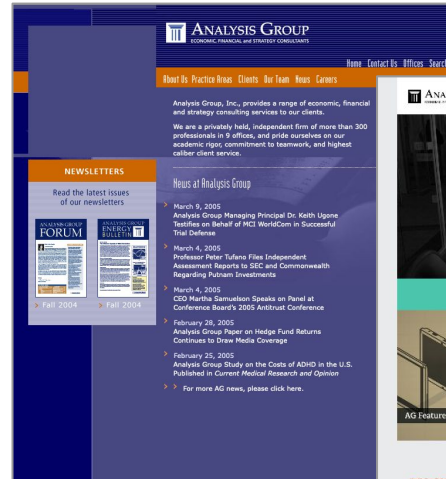 ANALYSIS GROUP
ECONOMIC, FINANCIAL and STRATEGY CONSULTANTS
Home Contact Us Offices Search
About Us Practice Areas Clients Our Team News Careers
Analysis Group, Inc., provides a range of economic, financial
and strategy consulting services to our clients.
We are a privately held, independent firm of more than 300
professionals in 9 offices, and pride ourselves on our
academic rigor, commitment to teamwork, and highest
caliber client service.
NEWSLETTERS
Read the latest issues
of our newsletters
ANALYSIS GROUP
FORUM
ANALYSIS GROUP
ENERGY
BULLETIN
> Fall 2004
> Fall 2004
News at Analysis Group
> March 9, 2005
Analysis Group Managing Principal Dr. Keith Ugone
Testifies on Behalf of MCI WorldCom in Successful
Trial Defense
> March 4, 2005
Professor Peter Tufano Files Independent
Assessment Reports to SEC and Commonwealth
Regarding Putnam Investments
> March 4, 2005
CEO Martha Samuelson Speaks on Panel at
Conference Board's 2005 Antitrust Conference
> February 28, 2005
Analysis Group Paper on Hedge Fund Returns
Continues to Draw Media Coverage
> February 25, 2005
Analysis Group Study on the Costs of ADHD in the U.S.
Published in Current Medical Research and Opinion
> > For more AG news, please click here.
ANA
AG Feature